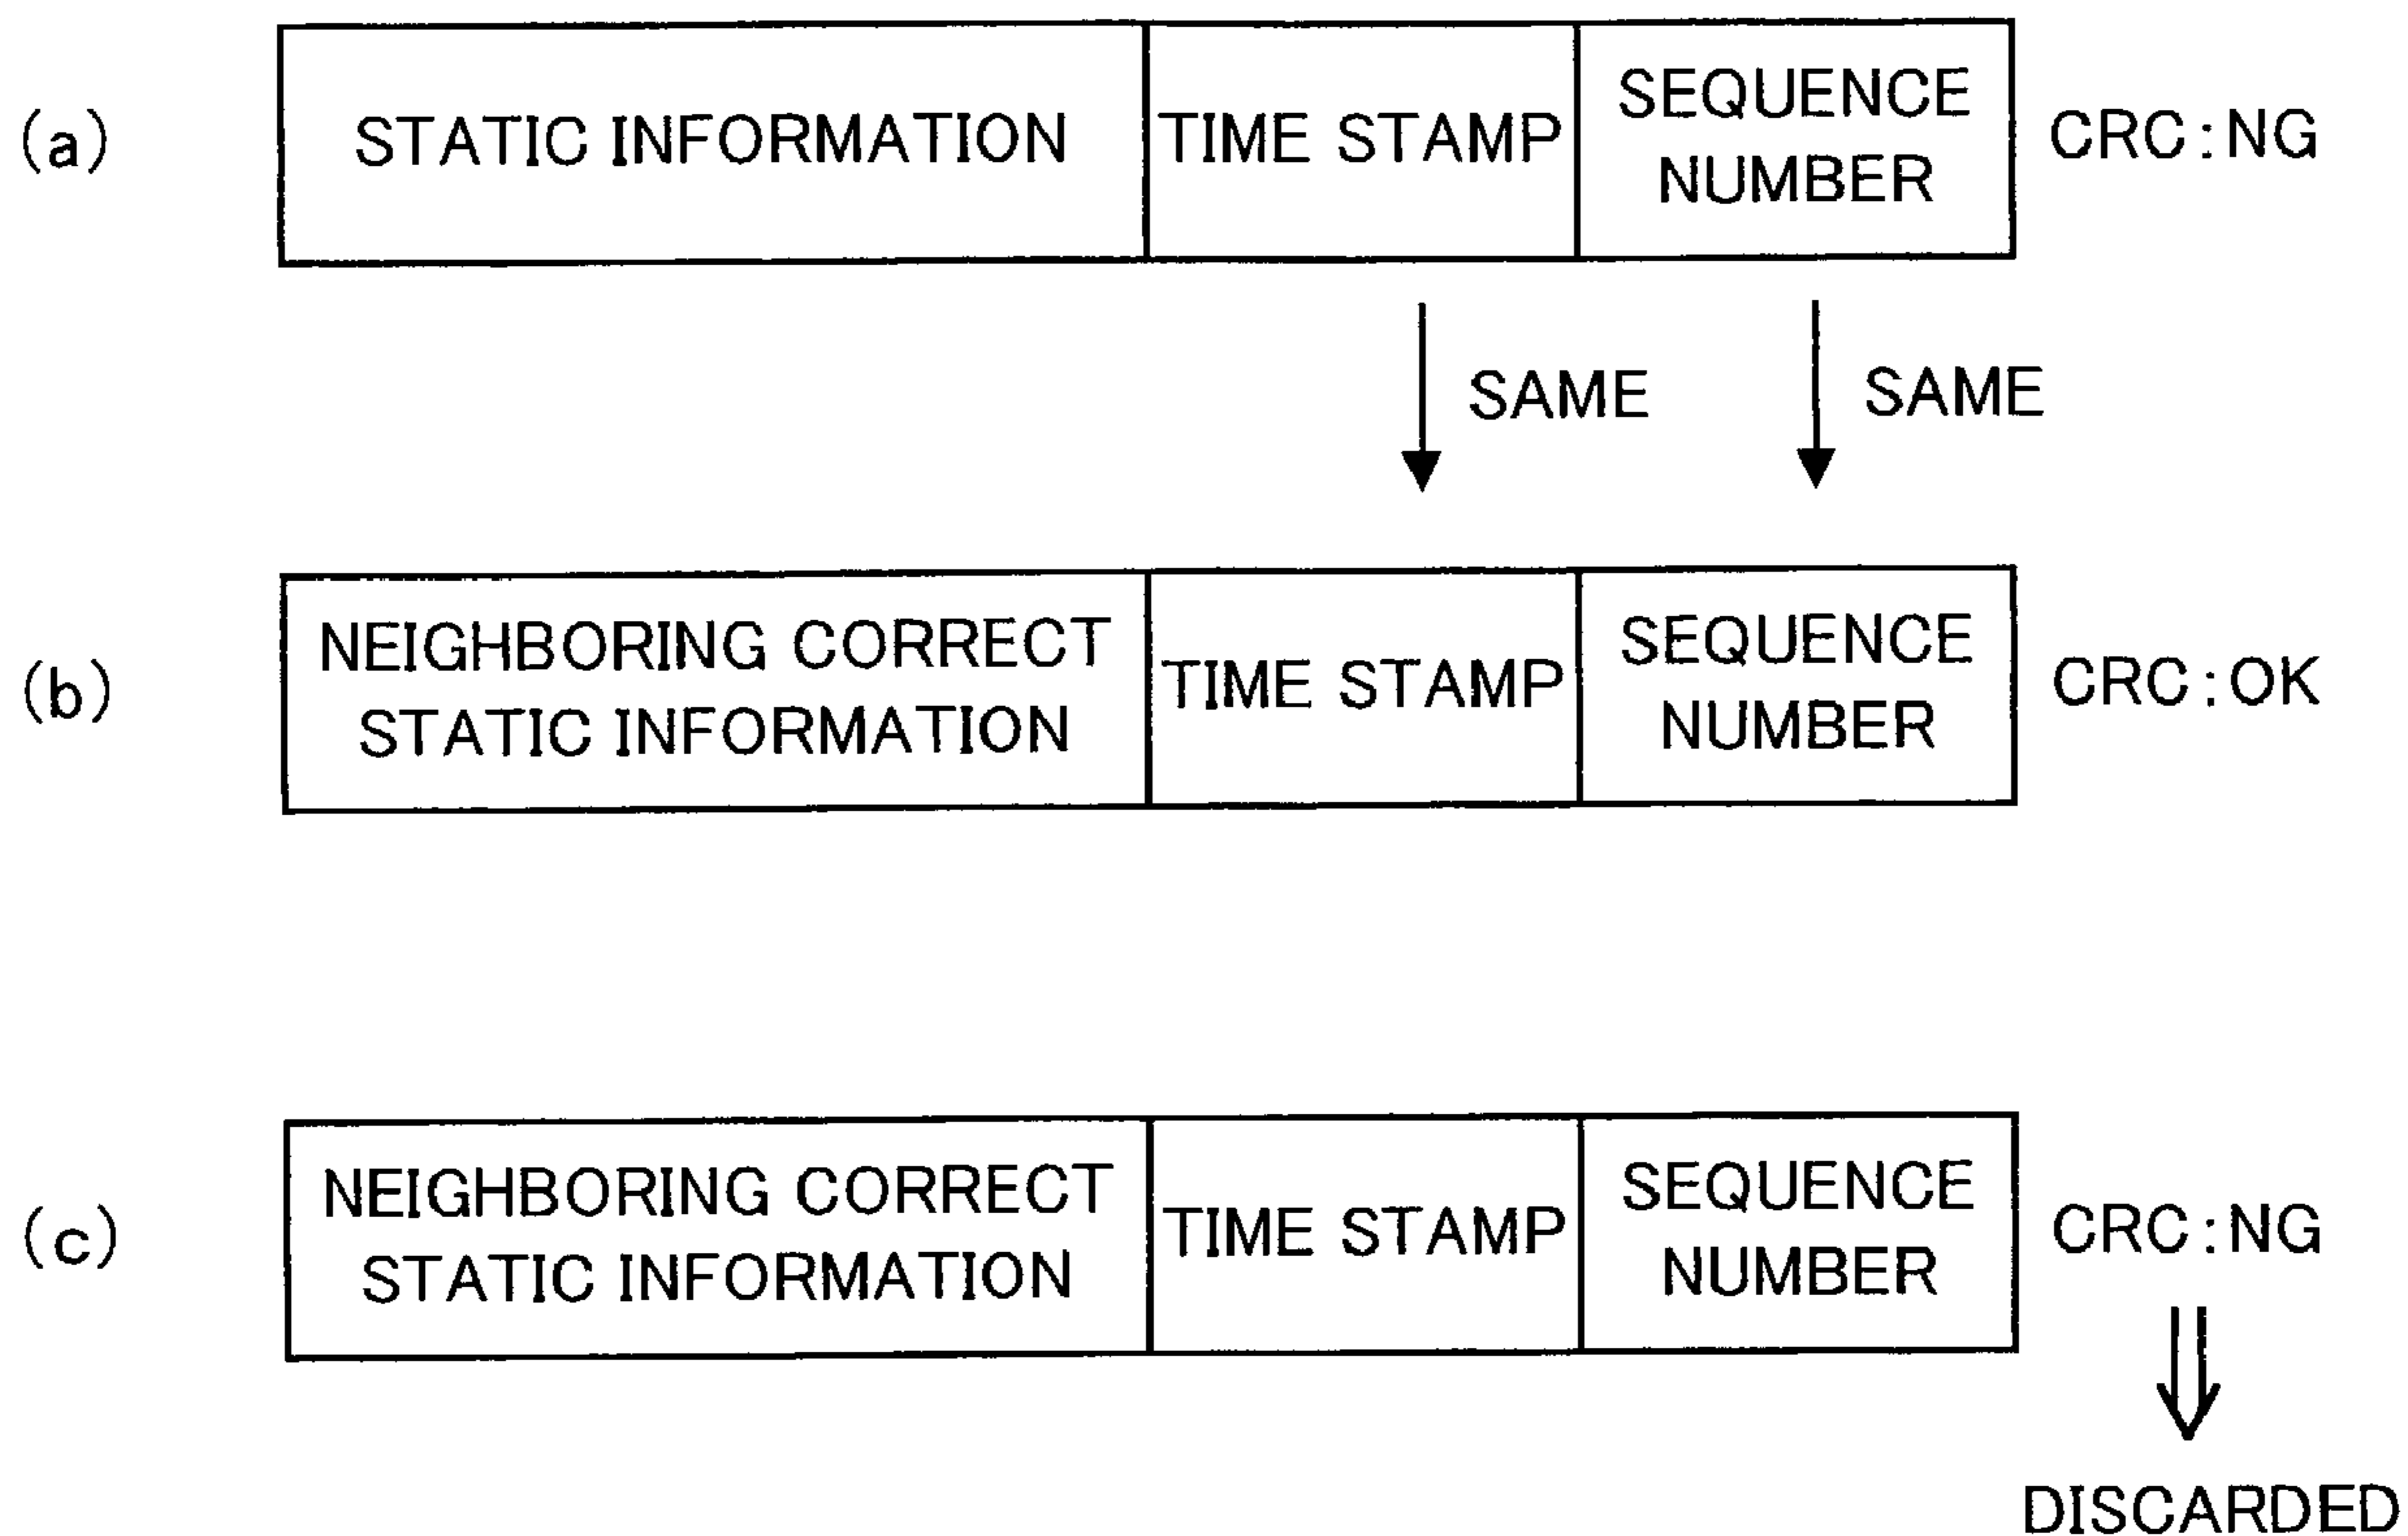 (a)
STATIC INFORMATION
TIME STAMP
SEQUENCE
NUMBER
CRC:NG
SAME
SAME
(b)
NEIGHBORING CORRECT
STATIC INFORMATION
TIME STAMP
SEQUENCE
NUMBER
CRC:OK
(c)
NEIGHBORING CORRECT
STATIC INFORMATION
TIME STAMP
SEQUENCE
NUMBER
CRC:NG
DISCARDED